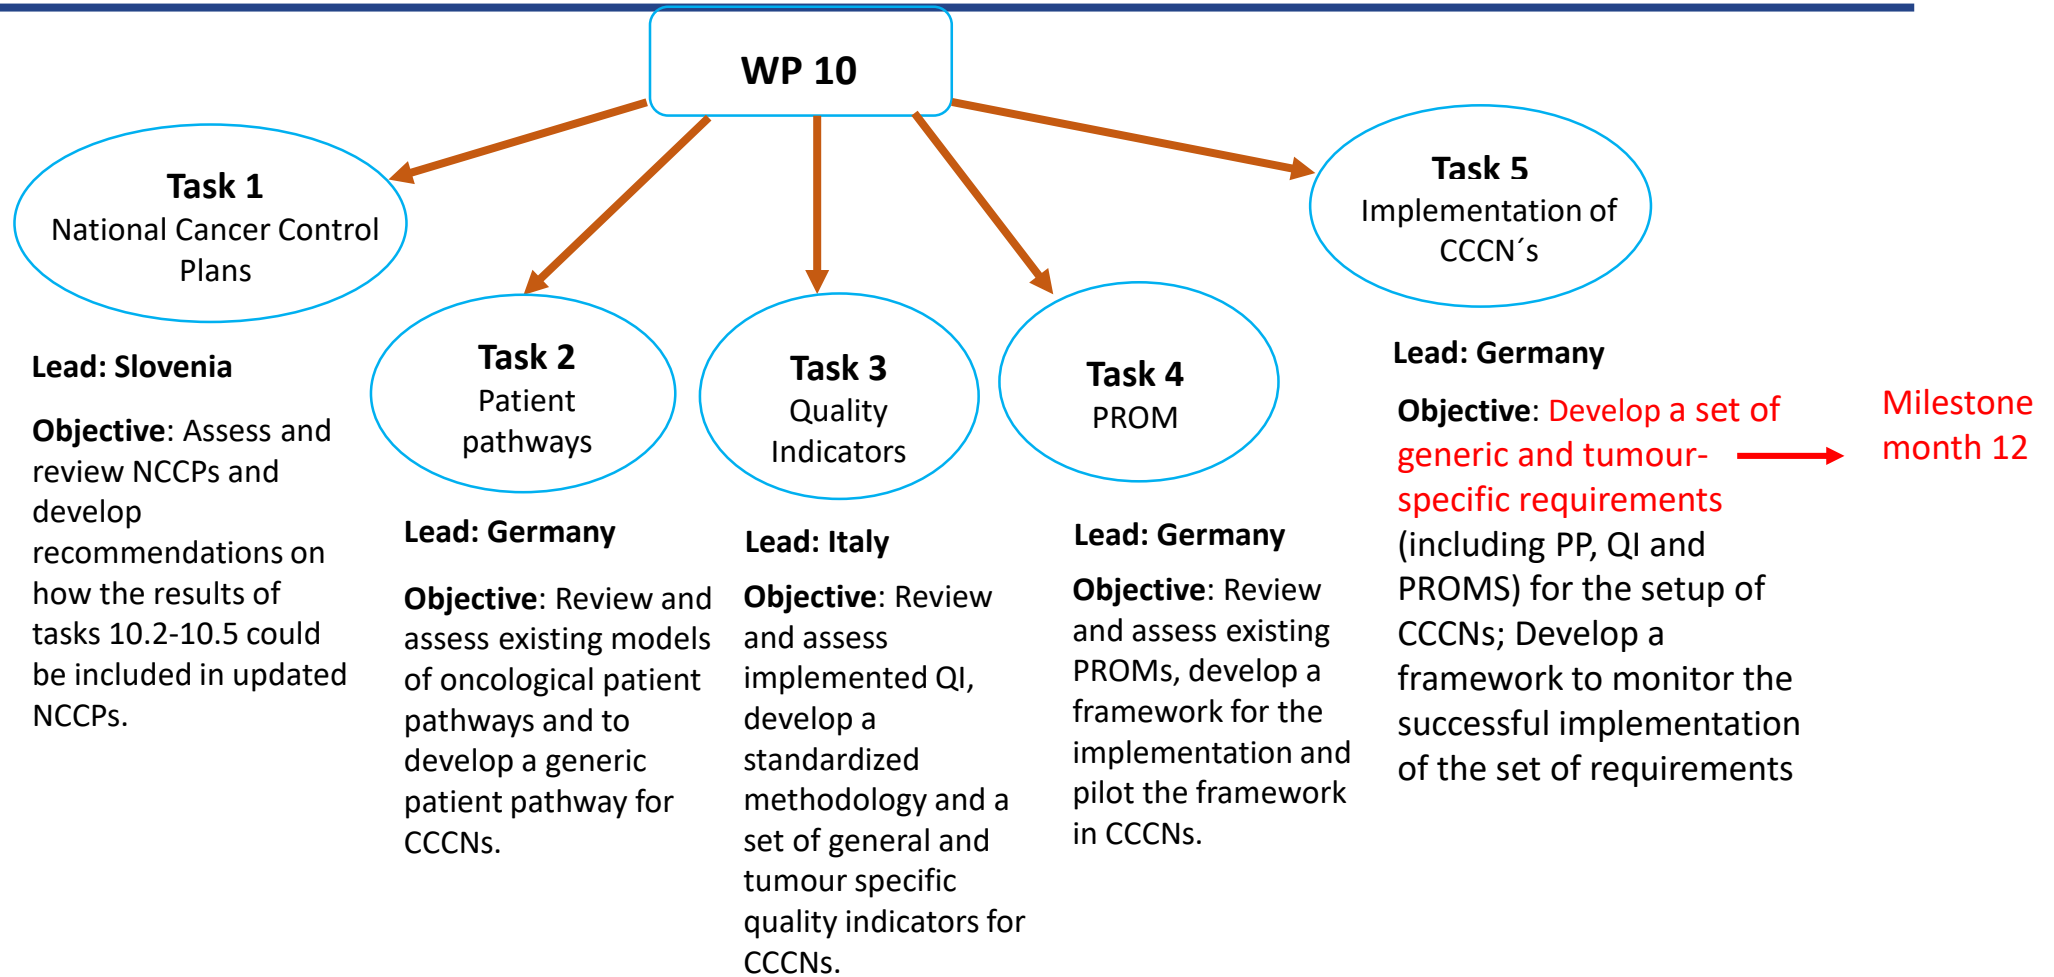 WP 10
Task 1
National Cancer Control
Plans
Lead: Slovenia
Objective: Assess and
review NCCPs and
develop
recommendations on
how the results of
tasks 10.2-10.5 could
be included in updated
NCCPs.
Task 2
Patient
pathways
Lead: Germany
Objective: Review and
assess existing models
of oncological patient
pathways and to
develop a generic
patient pathway for
CCCNs.
Task 3
Quality
Indicators
Lead: Italy
Objective: Review
and assess
implemented QI,
develop a
standardized
methodology and a
set of general and
tumour specific
quality indicators for
CCCNs.
Task 4
PROM
Lead: Germany
Objective: Review
and assess existing
PROMs, develop a
framework for the
implementation and
pilot the framework
in CCCNs.
Task 5
Implementation of
CCCN´s
Lead: Germany
Objective: Develop a set of
generic and tumour-
specific requirements
(including PP, QI and
PROMS) for the setup of
CCCNs; Develop a
framework to monitor the
successful implementation
of the set of requirements
Milestone
month 12